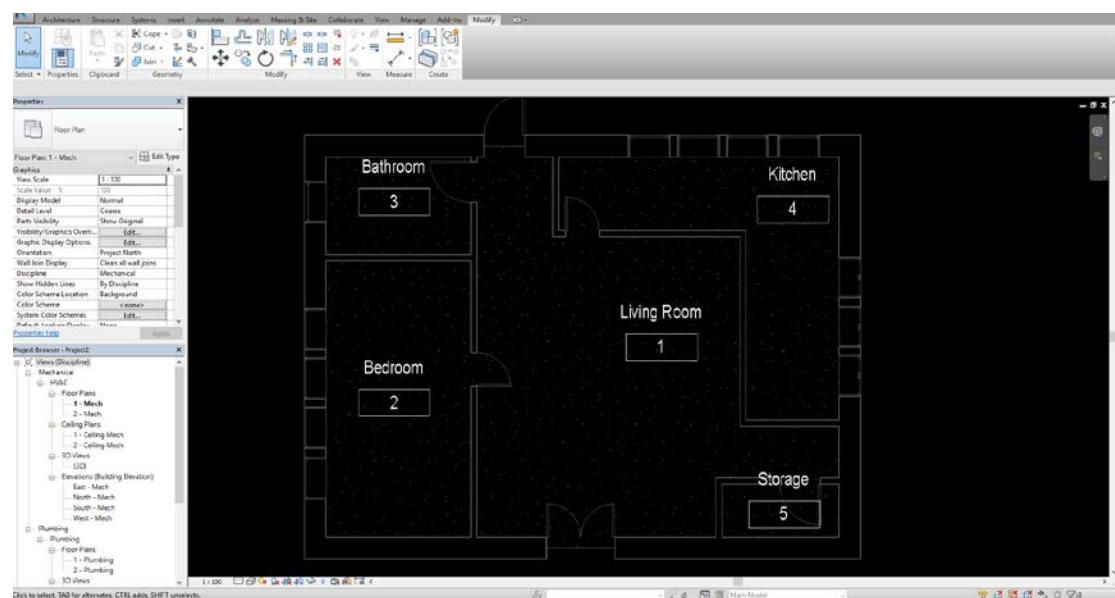 Architecture Structure Systems Insert Annotate Analyze Massing & Site Collaborate View Manage Add-Ins Modify
Modify
Paste
Cope
Cut
Join
Select Properties Clipboard Geometry Modify View Measure Create
Properties
Floor Plan
Floor Plan: 1 - Mech
Edit Type
Graphics
View Scale 1 : 100
Scale Value 1: 100
Display Model Normal
Detail Level Coarse
Parts Visibility Show Original
Visibility/Graphics Overr... Edit...
Graphic Display Options Edit...
Orientation Project North
Wall Join Display Clean all wall joins
Discipline Mechanical
Show Hidden Lines By Discipline
Color Scheme Location Background
Color Scheme <none>
System Color Schemes Edit...
Default Analysis Display... None
Properties help
Apply
Project Browser - Project2
Views (Discipline)
Mechanical
HVAC
Floor Plans
1 - Mech
2 - Mech
Ceiling Plans
1 - Ceiling Mech
2 - Ceiling Mech
3D Views
{3D}
Elevations (Building Elevation)
East - Mech
North - Mech
South - Mech
West - Mech
Plumbing
Plumbing
Floor Plans
1 - Plumbing
2 - Plumbing
3D Views
Bathroom
3
Kitchen
4
Living Room
1
Bedroom
2
Storage
5
1 : 100
Click to select, TAB for alternates, CTRL adds, SHIFT unselects.
:0
Main Model